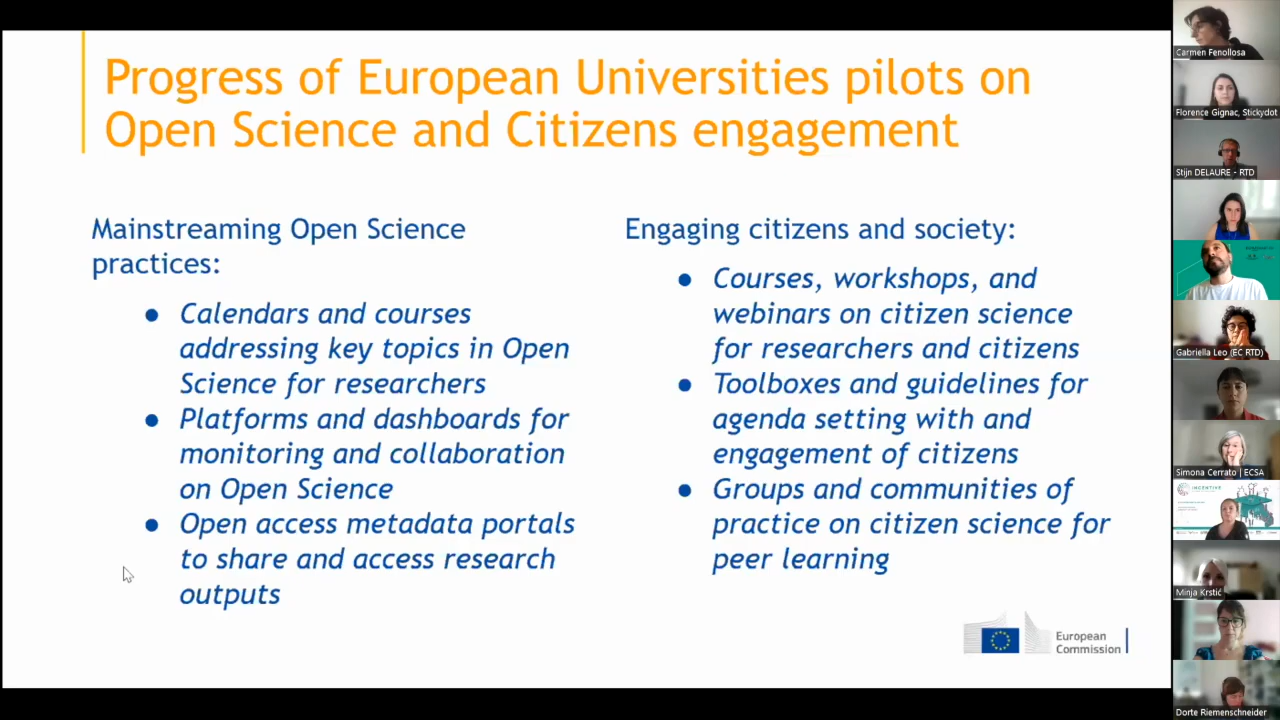 Progress of European Universities pilots on
Open Science and Citizens engagement
Mainstreaming Open Science
practices:
● Calendars and courses
addressing key topics in Open
Science for researchers
● Platforms and dashboards for
monitoring and collaboration
on Open Science
● Open access metadata portals
to share and access research
outputs
Engaging citizens and society:
● Courses, workshops, and
webinars on citizen science
for researchers and citizens
● Toolboxes and guidelines for
agenda setting with and
engagement of citizens
● Groups and communities of
practice on citizen science for
peer learning
European
Commission
Carmen Fenollosa
Florence Gignac, Stickydot
Stijn DELAURE - RTD
Gabriella Leo (EC RTD)
Simona Cerrato | ECSA
INCENTIVE
Minja Krstić
Dorte Riemenschneider